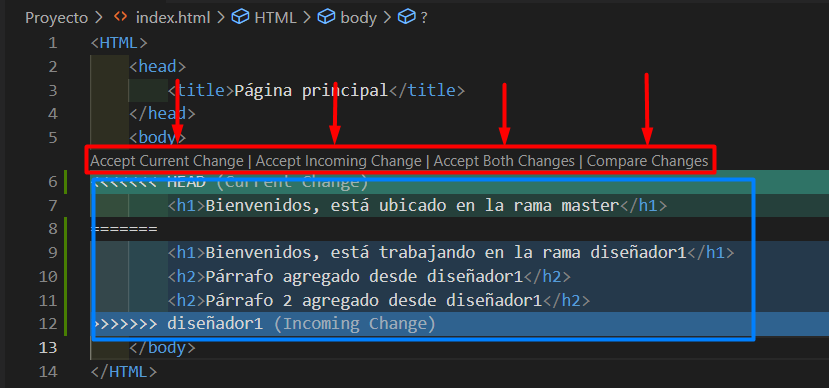 Proyecto > index.html > HTML > body > ?
1 <HTML>
2 <head>
3 <title>Página principal</title>
4 </head>
5 <body>
Accept Current Change | Accept Incoming Change | Accept Both Changes | Compare Changes
6 <<<<<<< HEAD (Current Change)
7 <h1>Bienvenidos, está ubicado en la rama master</h1>
8 =======
9 <h1>Bienvenidos, está trabajando en la rama diseñador1</h1>
10 <h2>Párrafo agregado desde diseñador1</h2>
11 <h2>Párrafo 2 agregado desde diseñador1</h2>
12 >>>>>>> diseñador1 (Incoming Change)
13 </body>
14 </HTML>